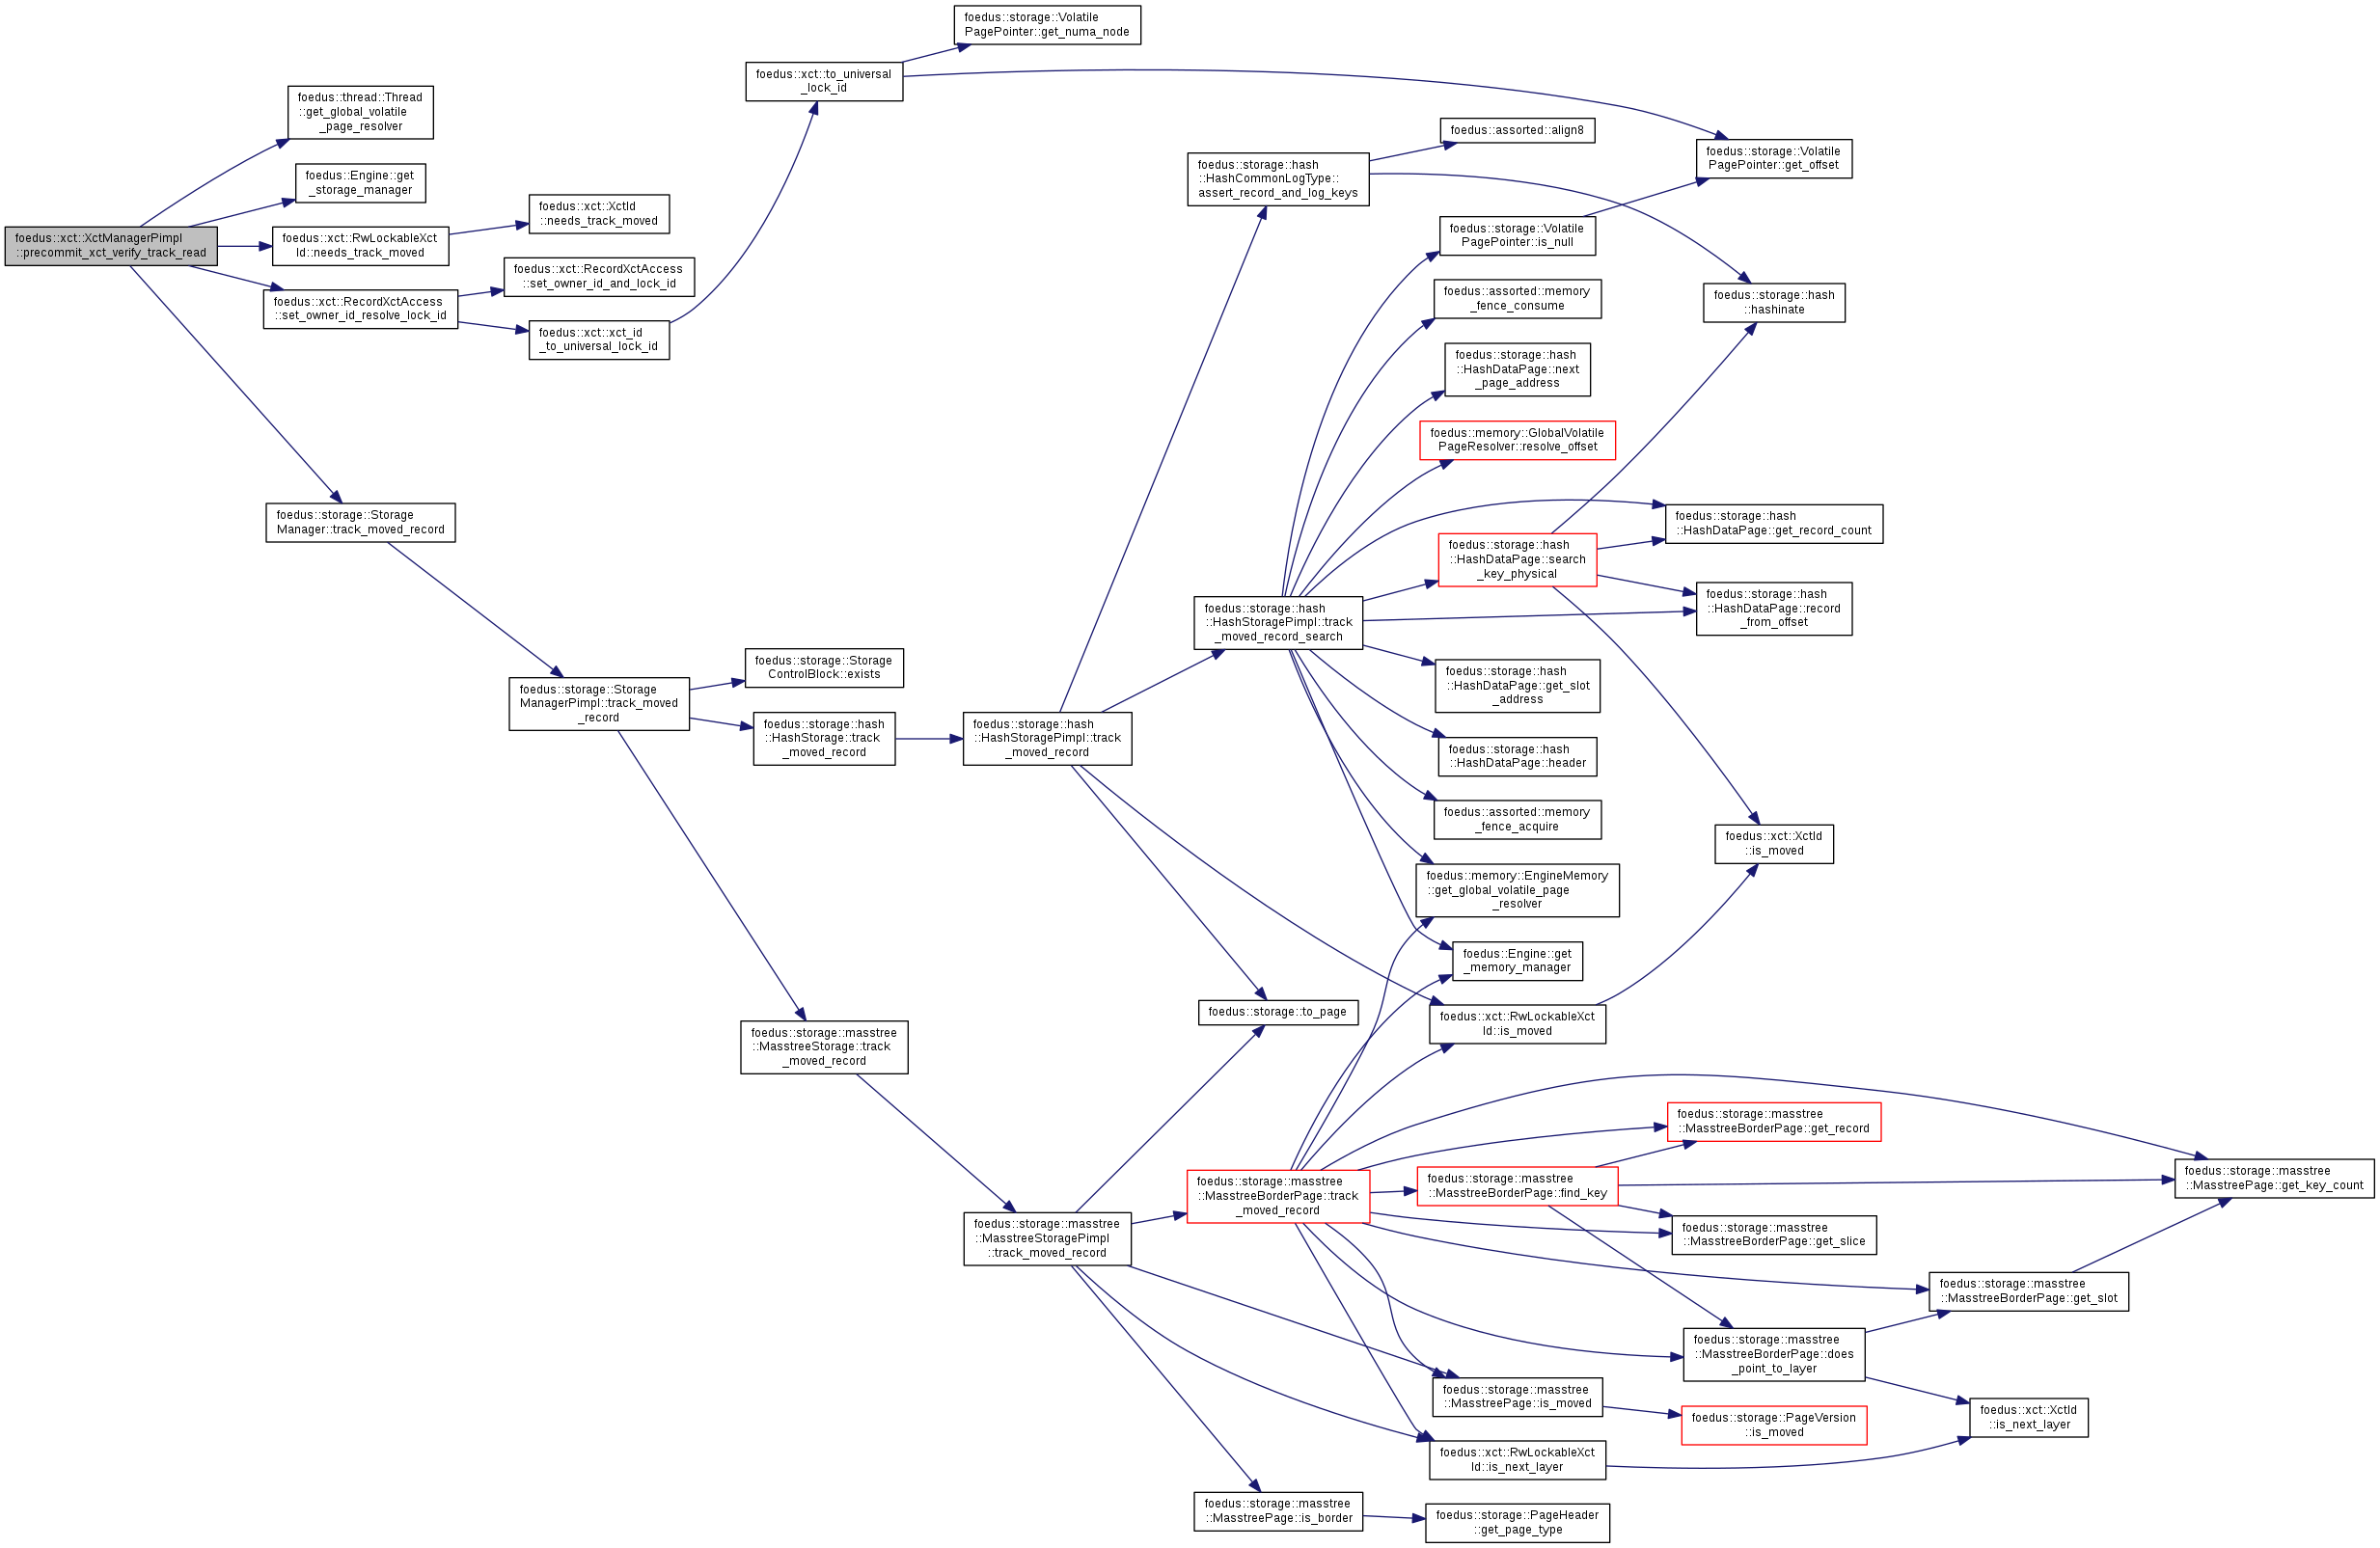 foedus::xct::XctManagerPimpl
::precommit_xct_verify_track_read
foedus::thread::Thread
::get_global_volatile
_page_resolver
foedus::Engine::get
_storage_manager
foedus::xct::RwLockableXct
Id::needs_track_moved
foedus::xct::RecordXctAccess
::set_owner_id_resolve_lock_id
foedus::storage::Storage
Manager::track_moved_record
foedus::xct::XctId
::needs_track_moved
foedus::xct::RecordXctAccess
::set_owner_id_and_lock_id
foedus::xct::xct_id
_to_universal_lock_id
foedus::storage::Storage
ManagerPimpl::track_moved
_record
foedus::xct::to_universal
_lock_id
foedus::storage::Storage
ControlBlock::exists
foedus::storage::hash
::HashStorage::track
_moved_record
foedus::storage::masstree
::MasstreeStorage::track
_moved_record
foedus::storage::Volatile
PagePointer::get_numa_node
foedus::storage::hash
::HashStoragePimpl::track
_moved_record
foedus::storage::masstree
::MasstreeStoragePimpl
::track_moved_record
foedus::storage::hash
::HashCommonLogType::
assert_record_and_log_keys
foedus::storage::hash
::HashStoragePimpl::track
_moved_record_search
foedus::storage::to_page
foedus::storage::masstree
::MasstreeBorderPage::track
_moved_record
foedus::storage::masstree
::MasstreePage::is_border
foedus::assorted::align8
foedus::storage::Volatile
PagePointer::is_null
foedus::assorted::memory
_fence_consume
foedus::storage::hash
::HashDataPage::next
_page_address
foedus::memory::GlobalVolatile
PageResolver::resolve_offset
foedus::storage::hash
::HashDataPage::search
_key_physical
foedus::storage::hash
::HashDataPage::get_slot
_address
foedus::storage::hash
::HashDataPage::header
foedus::assorted::memory
_fence_acquire
foedus::memory::EngineMemory
::get_global_volatile_page
_resolver
foedus::Engine::get
_memory_manager
foedus::xct::RwLockableXct
Id::is_moved
foedus::storage::masstree
::MasstreeBorderPage::find_key
foedus::storage::masstree
::MasstreePage::is_moved
foedus::xct::RwLockableXct
Id::is_next_layer
foedus::storage::PageHeader
::get_page_type
foedus::storage::Volatile
PagePointer::get_offset
foedus::storage::hash
::hashinate
foedus::storage::hash
::HashDataPage::get_record_count
foedus::storage::hash
::HashDataPage::record
_from_offset
foedus::xct::XctId
::is_moved
foedus::storage::masstree
::MasstreeBorderPage::get_record
foedus::storage::masstree
::MasstreeBorderPage::get_slice
foedus::storage::masstree
::MasstreeBorderPage::does
_point_to_layer
foedus::storage::PageVersion
::is_moved
foedus::storage::masstree
::MasstreeBorderPage::get_slot
foedus::xct::XctId
::is_next_layer
foedus::storage::masstree
::MasstreePage::get_key_count